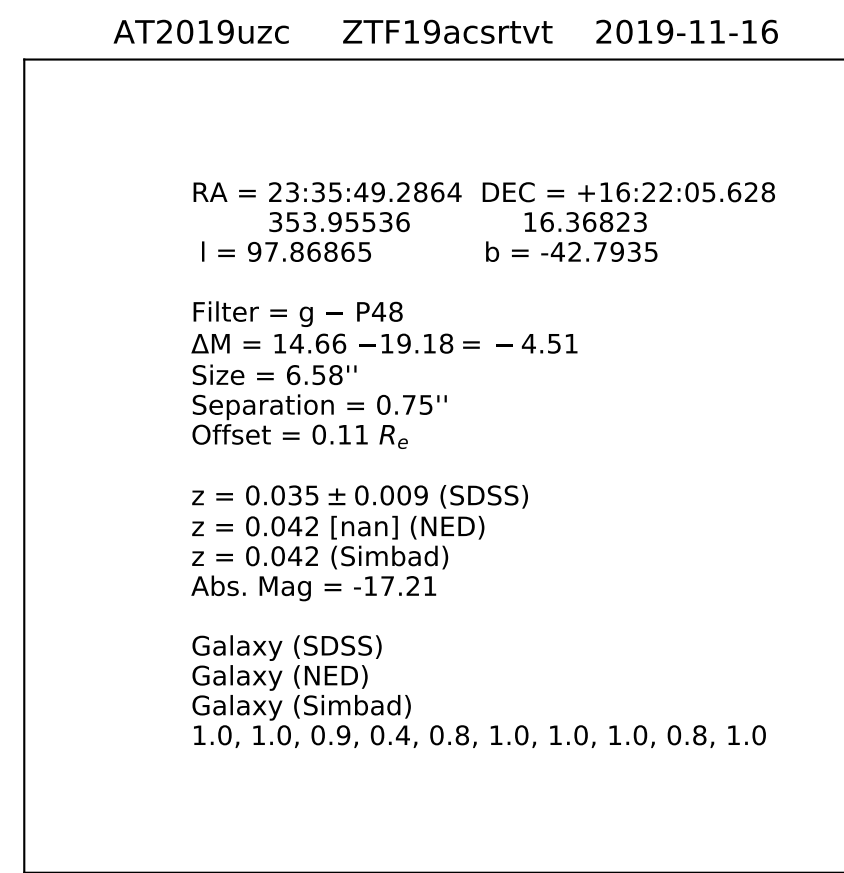 AT2019uzc ZTF19acsrtvt 2019-11-16
RA = 23:35:49.2864 DEC = +16:22:05.628
353.95536 16.36823
l = 97.86865 b = -42.7935
Filter = g − P48
ΔM = 14.66 −19.18 = −4.51
Size = 6.58''
Separation = 0.75''
Offset = 0.11 Rₑ
z = 0.035 ± 0.009 (SDSS)
z = 0.042 [nan] (NED)
z = 0.042 (Simbad)
Abs. Mag = -17.21
Galaxy (SDSS)
Galaxy (NED)
Galaxy (Simbad)
1.0, 1.0, 0.9, 0.4, 0.8, 1.0, 1.0, 1.0, 0.8, 1.0